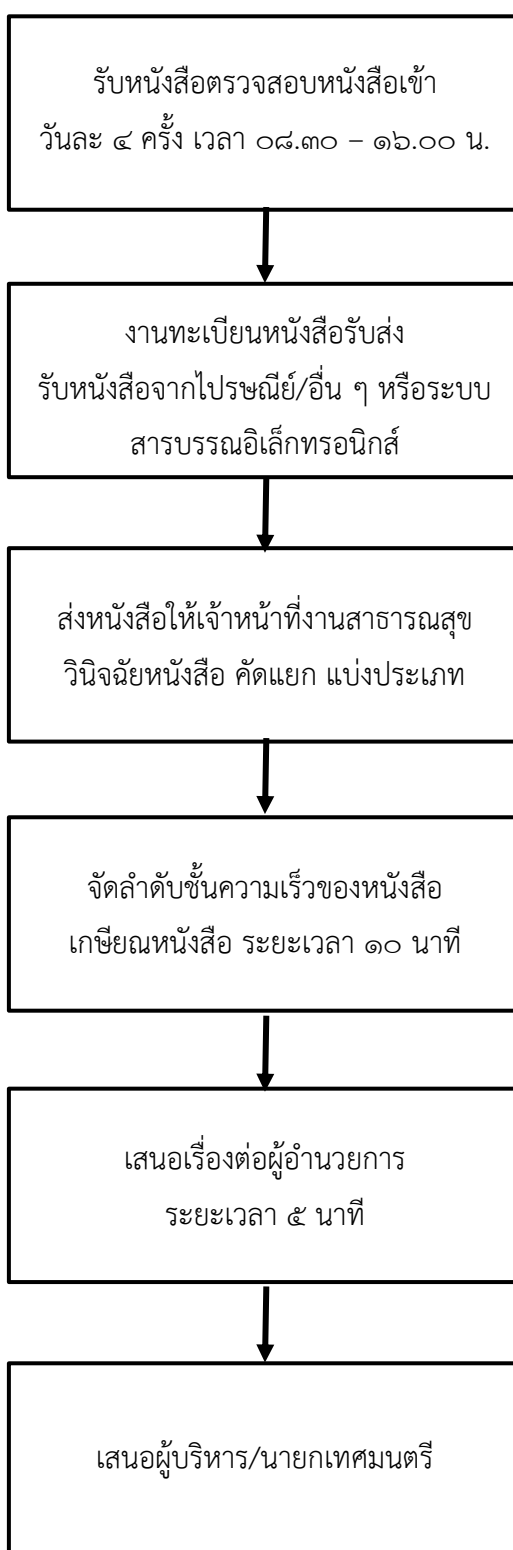 รับหนังสือตรวจสอบหนังสือเข้า
วันละ ๔ ครั้ง เวลา ๐๘.๓๐ – ๑๖.๐๐ น.
งานทะเบียนหนังสือรับส่ง
รับหนังสือจากไปรษณีย์/อื่น ๆ หรือระบบ
สารบรรณอิเล็กทรอนิกส์
ส่งหนังสือให้เจ้าหน้าที่งานสาธารณสุข
วินิจฉัยหนังสือ คัดแยก แบ่งประเภท
จัดลำดับชั้นความเร็วของหนังสือ
เกษียณหนังสือ ระยะเวลา ๑๐ นาที
เสนอเรื่องต่อผู้อำนวยการ
ระยะเวลา ๕ นาที
เสนอผู้บริหาร/นายกเทศมนตรี